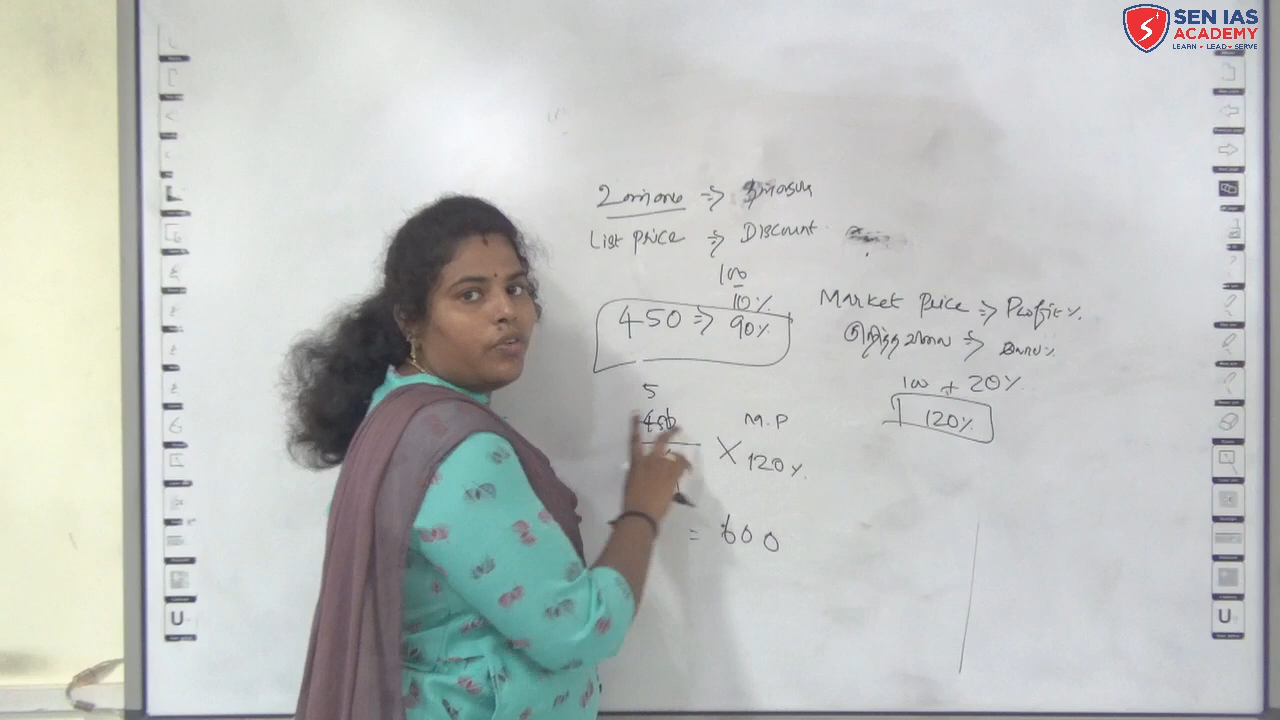 SEN IAS
ACADEMY
LEARN • LEAD • SERVE
⇒
List price ⇒ Discount
100
10%
450 ⇒ 90%
Market price ⇒ Profit%
குறித்த விலை ⇒ லாப%
100 + 20%
120%
5
450
M.P
× 120%
= 600
U
U